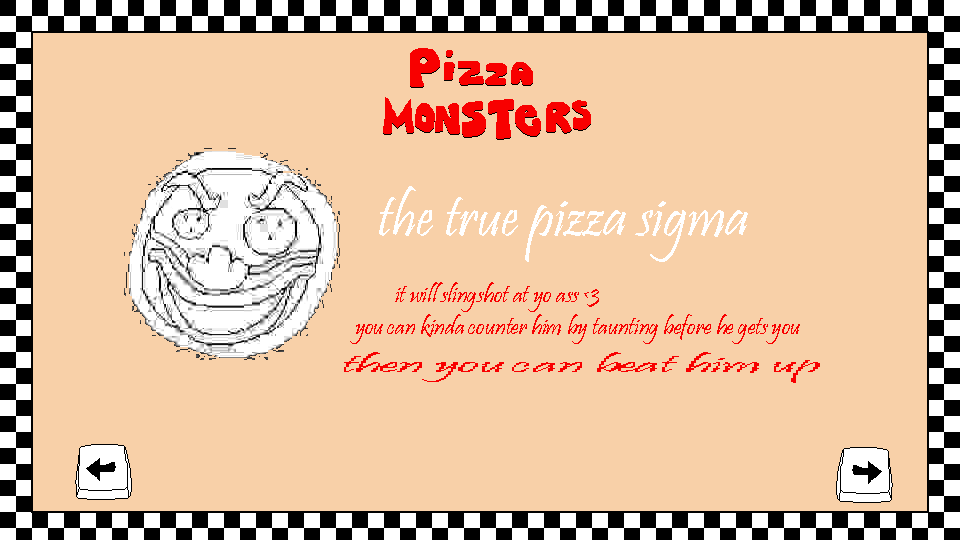 Pizza
MONSTERS
the true pizza sigma
it will slingshot at yo ass <3
you can kinda counter him by taunting before he gets you
then you can beat him up